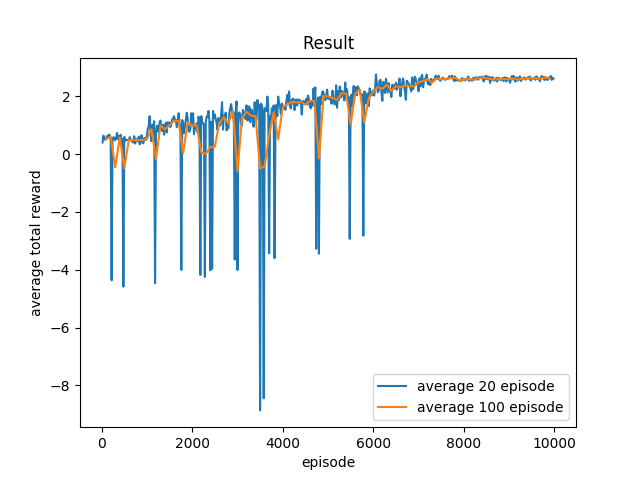 Result
average total reward
2
0
−2
−4
−6
−8
0
2000
4000
6000
8000
10000
episode
average 20 episode
average 100 episode